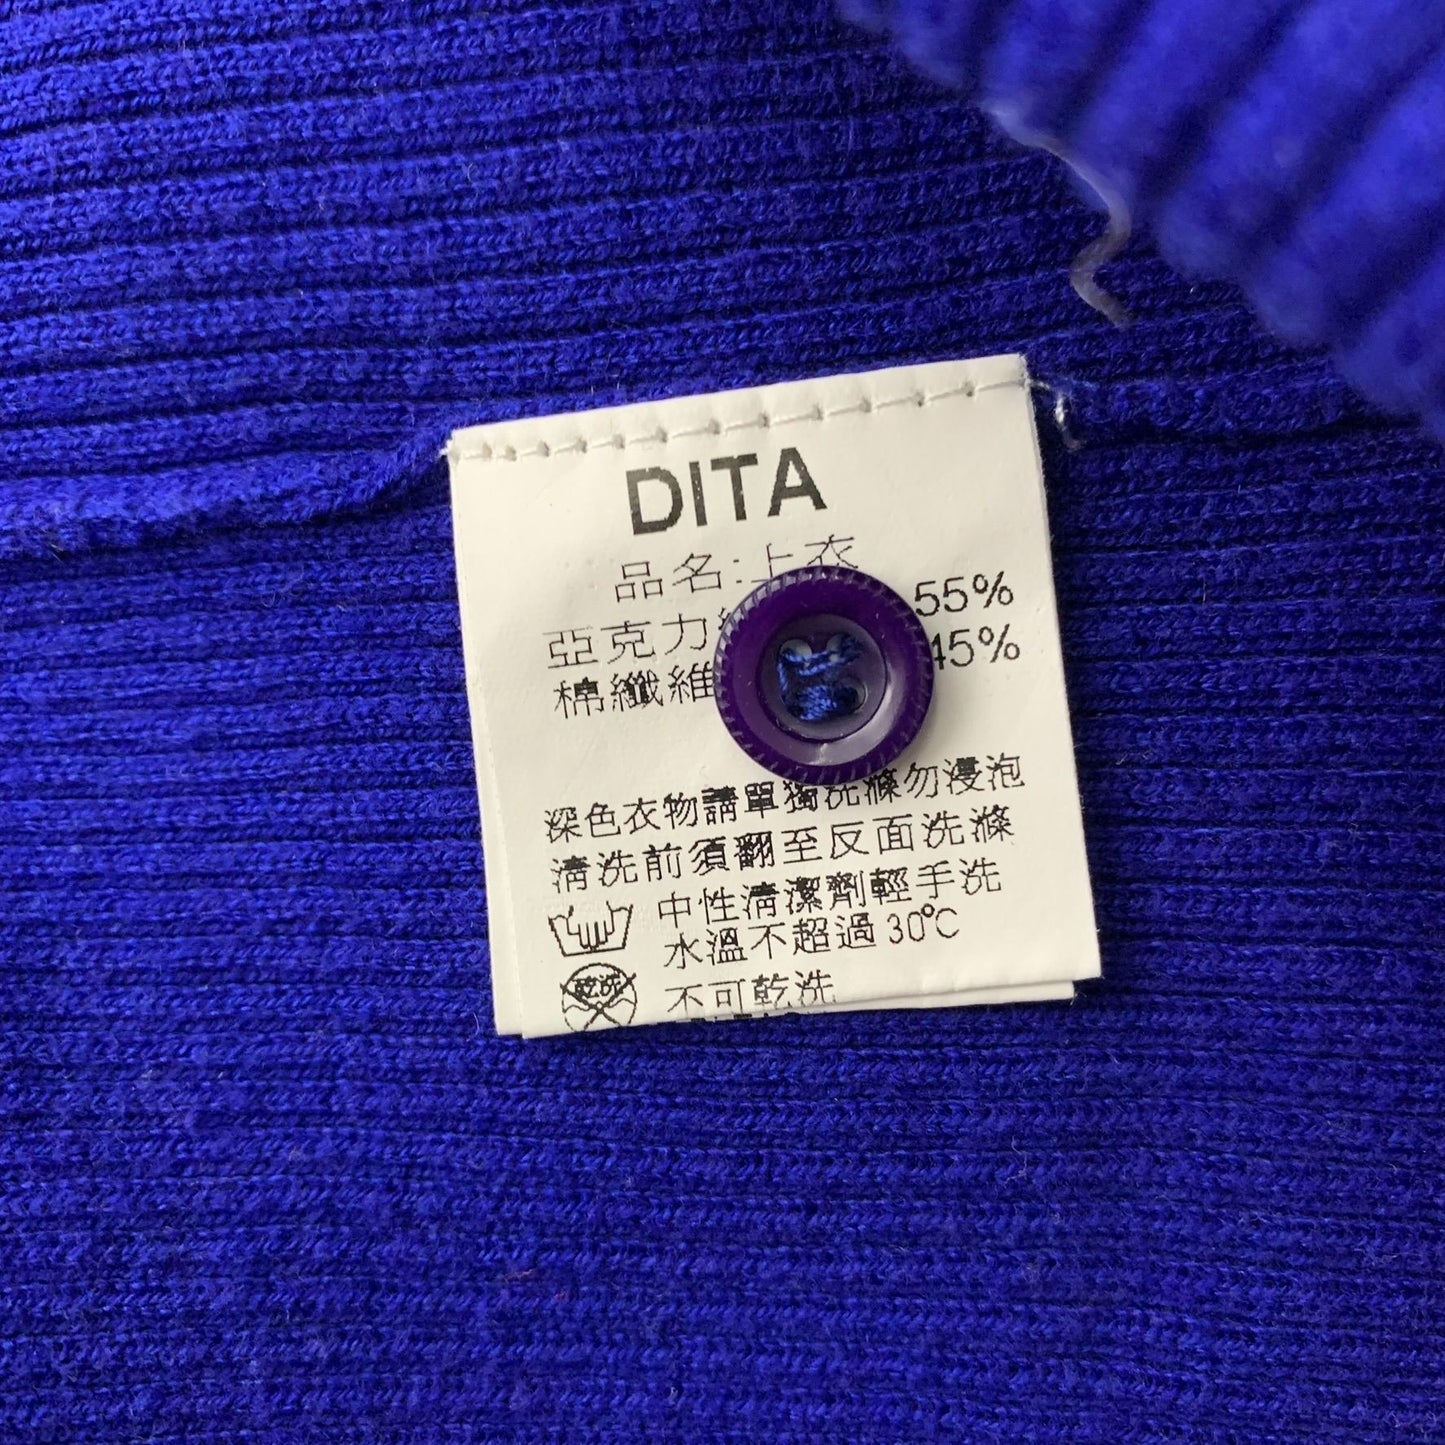 DITA
品名:上衣
亞克力 55%
棉纖維 45%
深色衣物請單獨洗滌勿浸泡
清洗前須翻至反面洗滌
中性清潔劑輕手洗
水溫不超過30℃
乾洗 不可乾洗